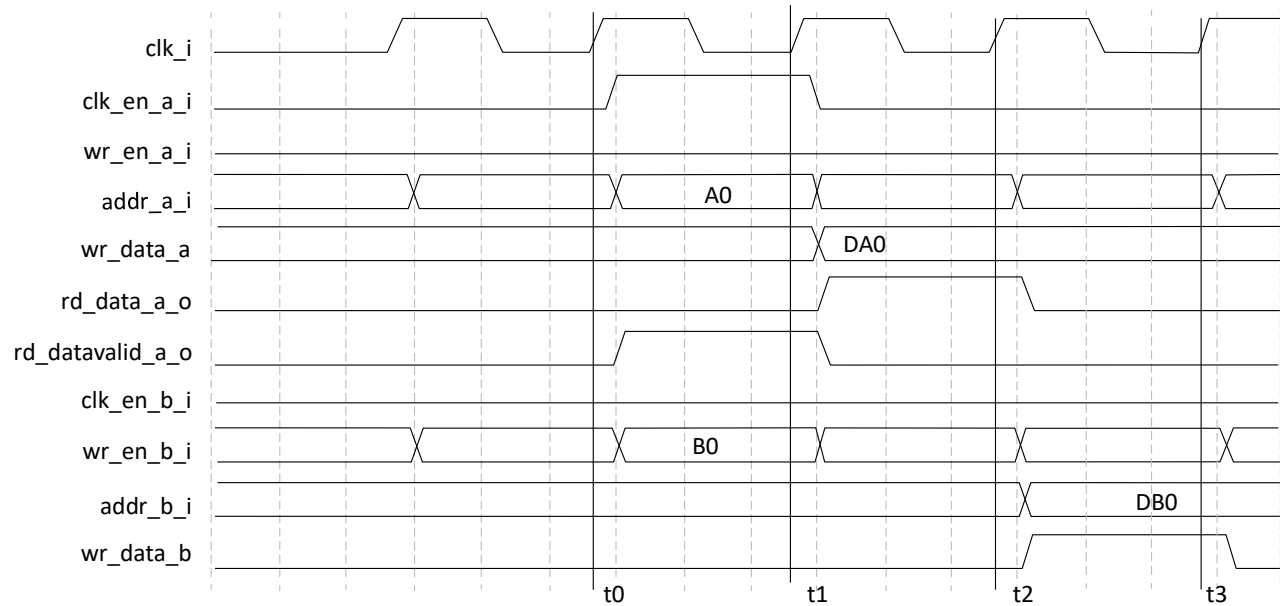 clk_i
clk_en_a_i
wr_en_a_i
addr_a_i
A0
wr_data_a
DA0
rd_data_a_o
rd_datavalid_a_o
clk_en_b_i
wr_en_b_i
B0
addr_b_i
DB0
wr_data_b
t0
t1
t2
t3